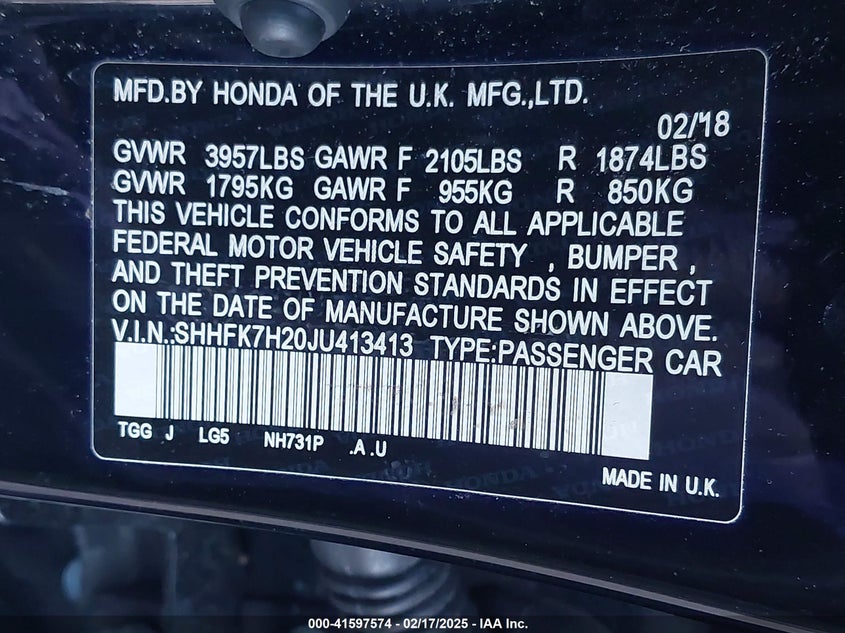 MFD.BY HONDA OF THE U.K. MFG.,LTD.
02/18
GVWR 3957LBS GAWR F 2105LBS R 1874LBS
GVWR 1795KG GAWR F 955KG R 850KG
THIS VEHICLE CONFORMS TO ALL APPLICABLE
FEDERAL MOTOR VEHICLE SAFETY , BUMPER ,
AND THEFT PREVENTION STANDARDS IN EFFECT
ON THE DATE OF MANUFACTURE SHOWN ABOVE.
V.I.N.:SHHFK7H20JU413413 TYPE:PASSENGER CAR
TGG J LG5 NH731P .A .U
MADE IN U.K.
000-41597574 / 02/17/2025 - IAA Inc.